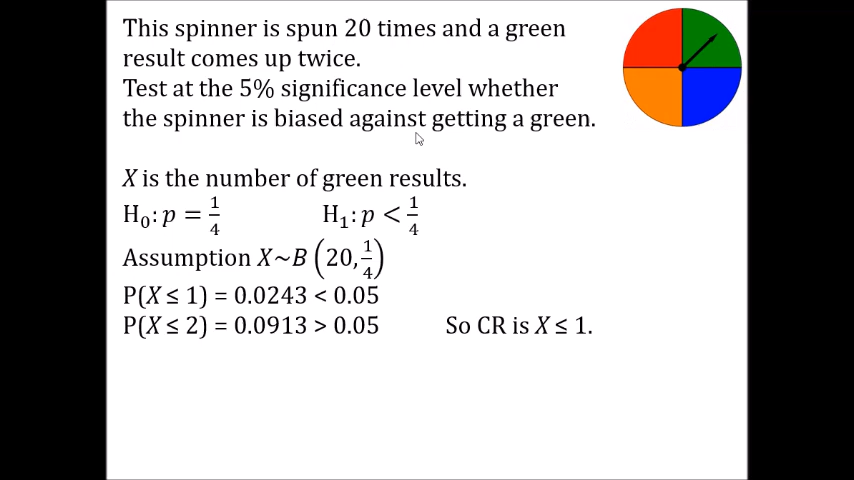 This spinner is spun 20 times and a green
result comes up twice.
Test at the 5% significance level whether
the spinner is biased against getting a green.
X is the number of green results.
H₀: p = 1/4 H₁: p < 1/4
Assumption X~B (20, 1/4)
P(X ≤ 1) = 0.0243 < 0.05
P(X ≤ 2) = 0.0913 > 0.05 So CR is X ≤ 1.